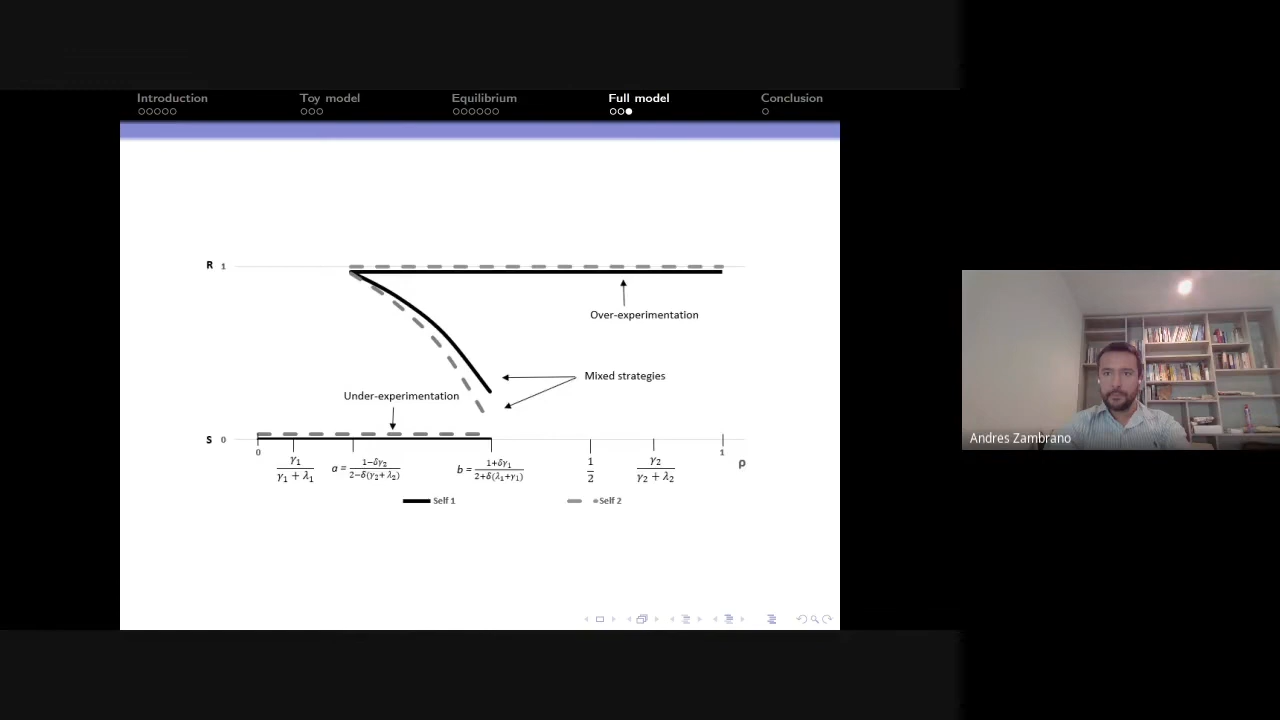 Introduction Toy model Equilibrium Full model Conclusion
R 1
Over-experimentation
Mixed strategies
Under-experimentation
S 0
0 γ₁/(γ₁ + λ₁) a = (1−δγ₂)/(2−δ(γ₂+λ₂)) b = (1+δγ₁)/(2+δ(λ₁+γ₁)) 1/2 γ₂/(γ₂ + λ₂) 1 ρ
Self 1 Self 2
Andres Zambrano